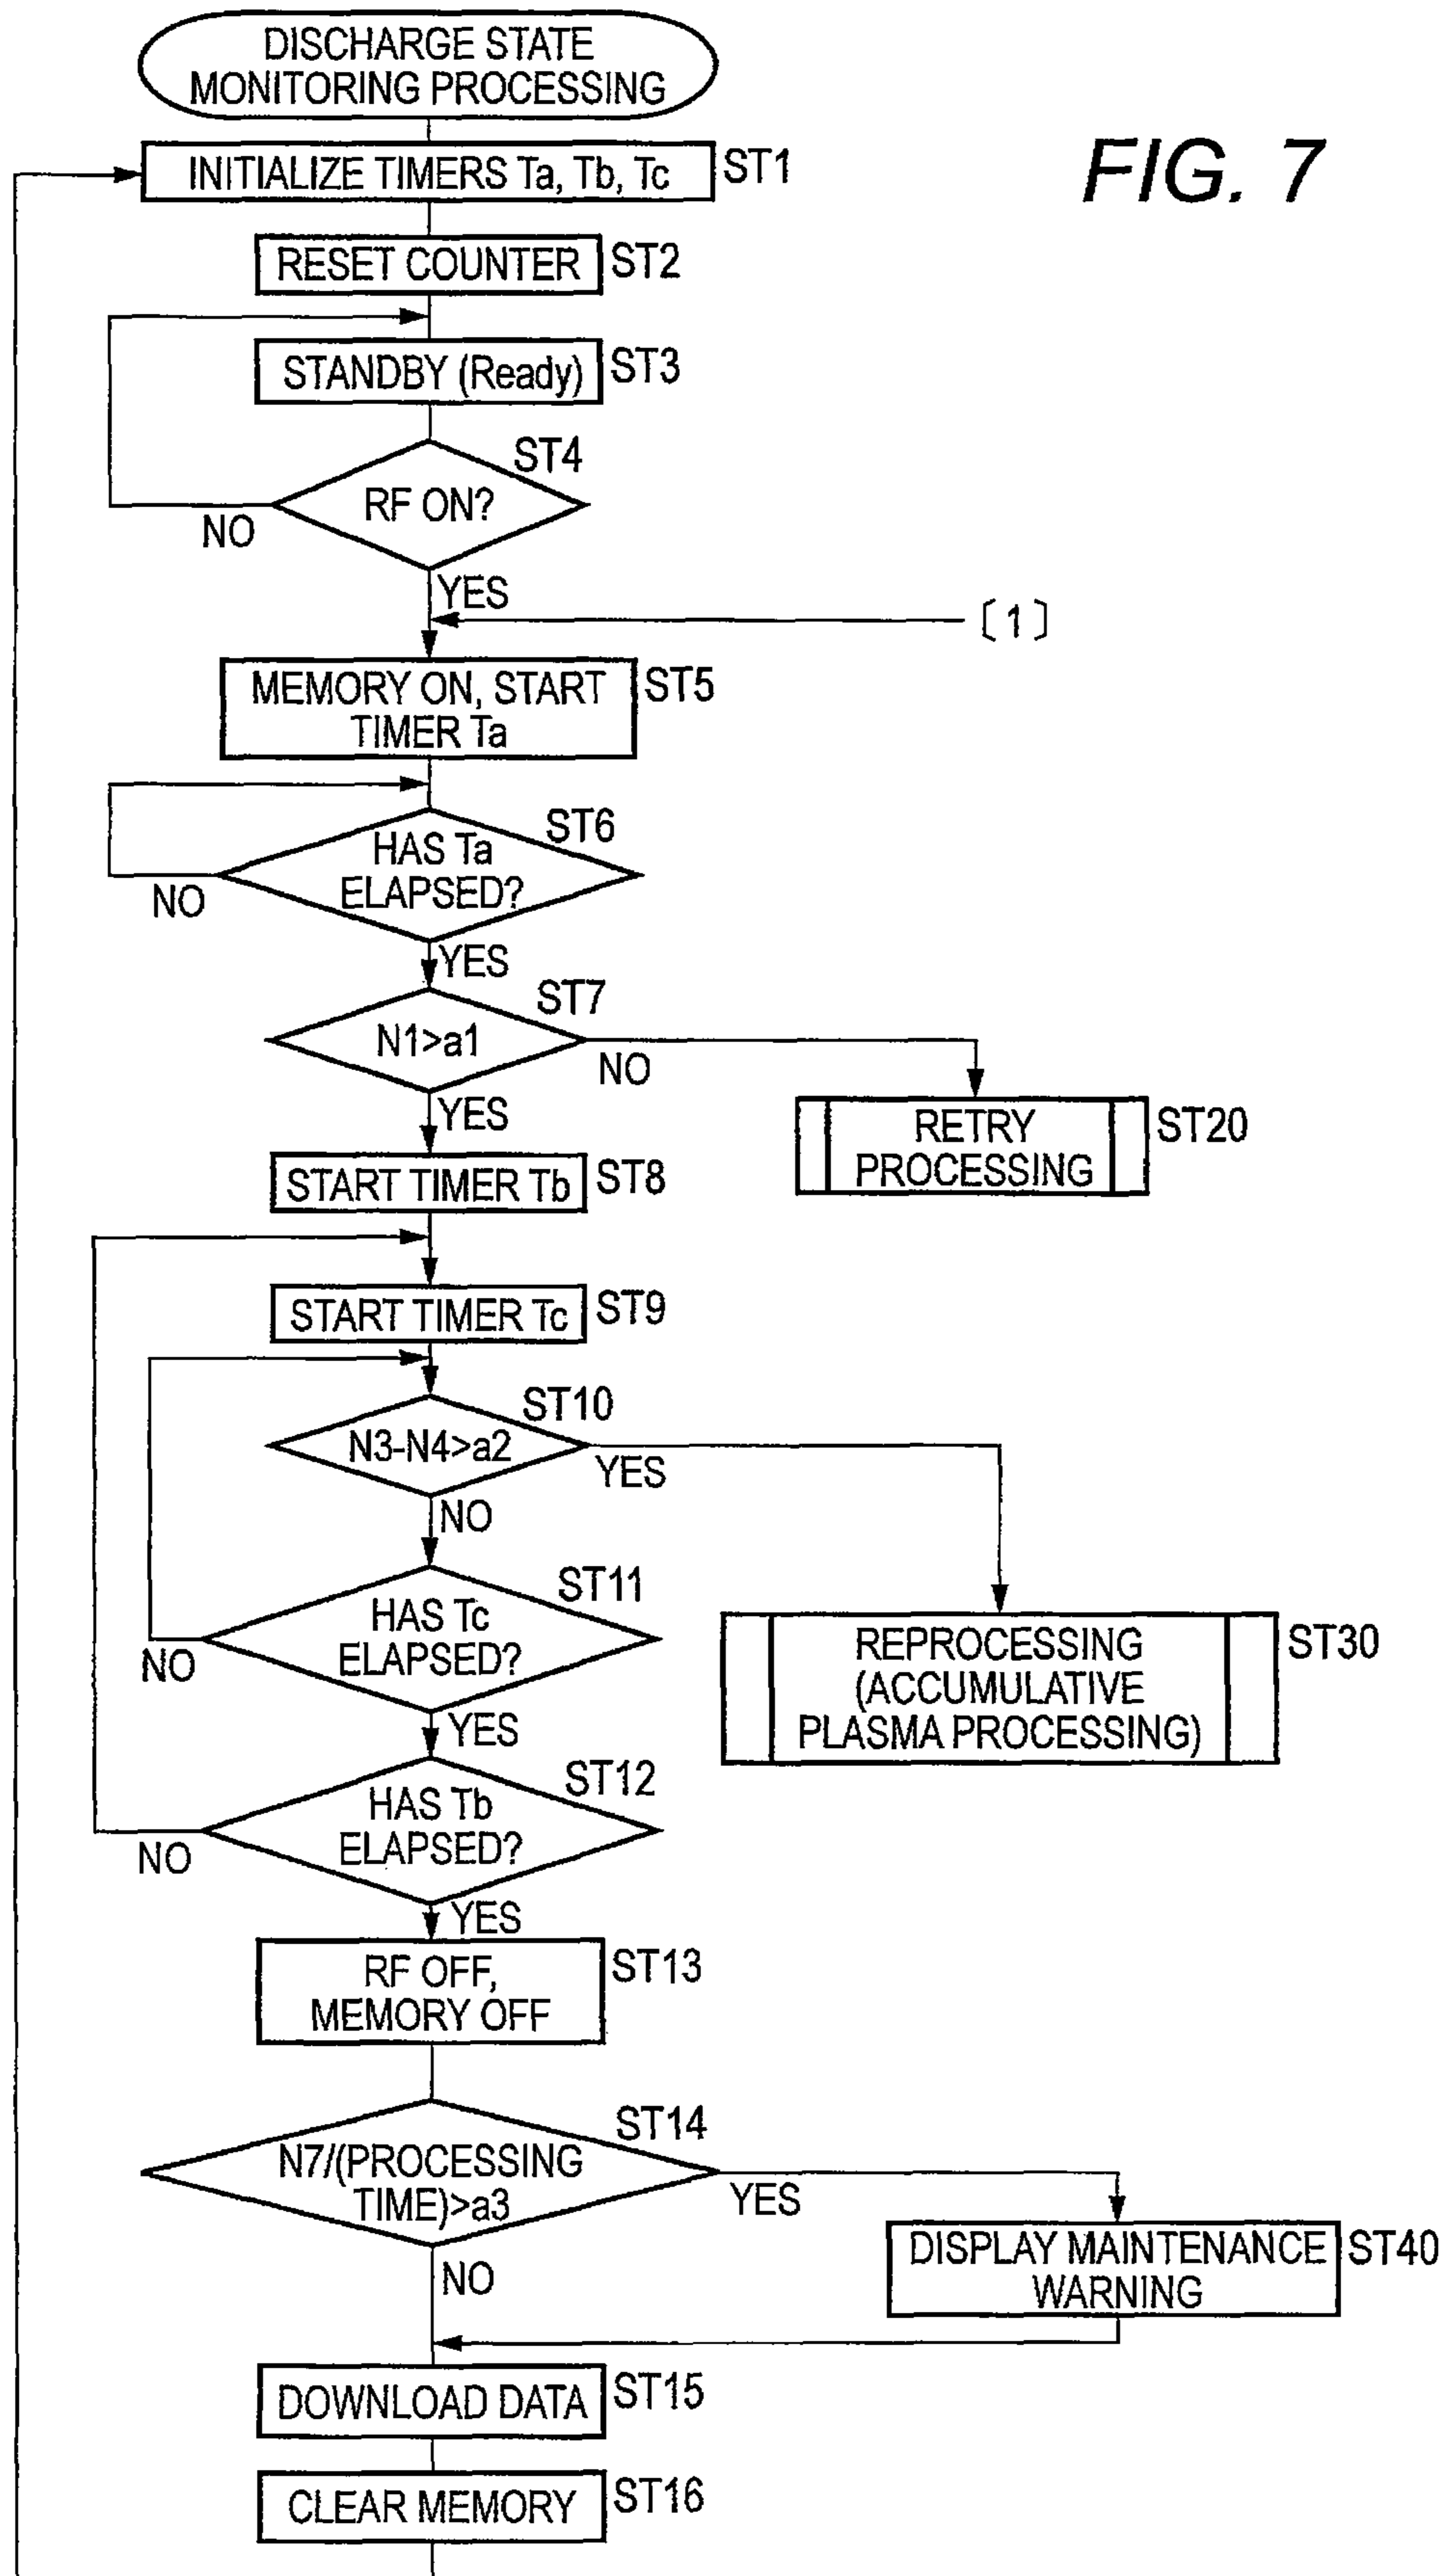 DISCHARGE STATE
MONITORING PROCESSING
FIG. 7
INITIALIZE TIMERS Ta, Tb, Tc
ST1
RESET COUNTER
ST2
STANDBY (Ready)
ST3
ST4
RF ON?
NO
YES
[1]
MEMORY ON, START
TIMER Ta
ST5
ST6
HAS Ta
ELAPSED?
NO
YES
ST7
N1>a1
NO
YES
RETRY
PROCESSING
ST20
START TIMER Tb
ST8
START TIMER Tc
ST9
ST10
N3-N4>a2
YES
NO
ST11
HAS Tc
ELAPSED?
NO
YES
REPROCESSING
(ACCUMULATIVE
PLASMA PROCESSING)
ST30
ST12
HAS Tb
ELAPSED?
NO
YES
RF OFF,
MEMORY OFF
ST13
ST14
N7/(PROCESSING
TIME)>a3
YES
NO
DISPLAY MAINTENANCE
WARNING
ST40
DOWNLOAD DATA
ST15
CLEAR MEMORY
ST16